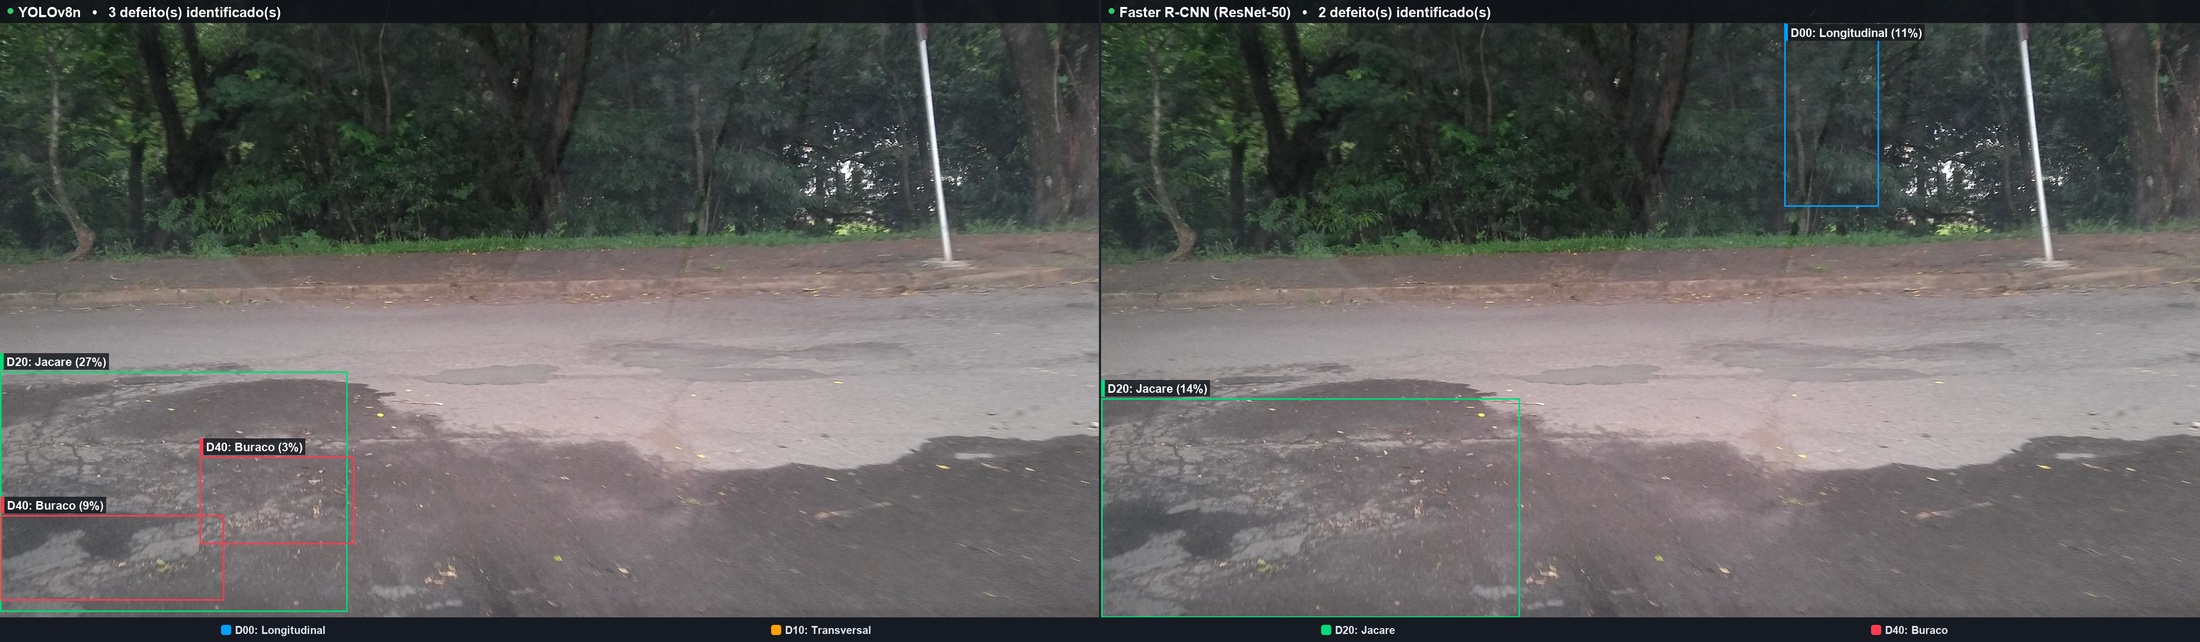 YOLOv8n • 3 defeito(s) identificado(s)
D20: Jacare (27%)
D40: Buraco (3%)
D40: Buraco (9%)
Faster R-CNN (ResNet-50) • 2 defeito(s) identificado(s)
D00: Longitudinal (11%)
D20: Jacare (14%)
D00: Longitudinal
D10: Transversal
D20: Jacare
D40: Buraco